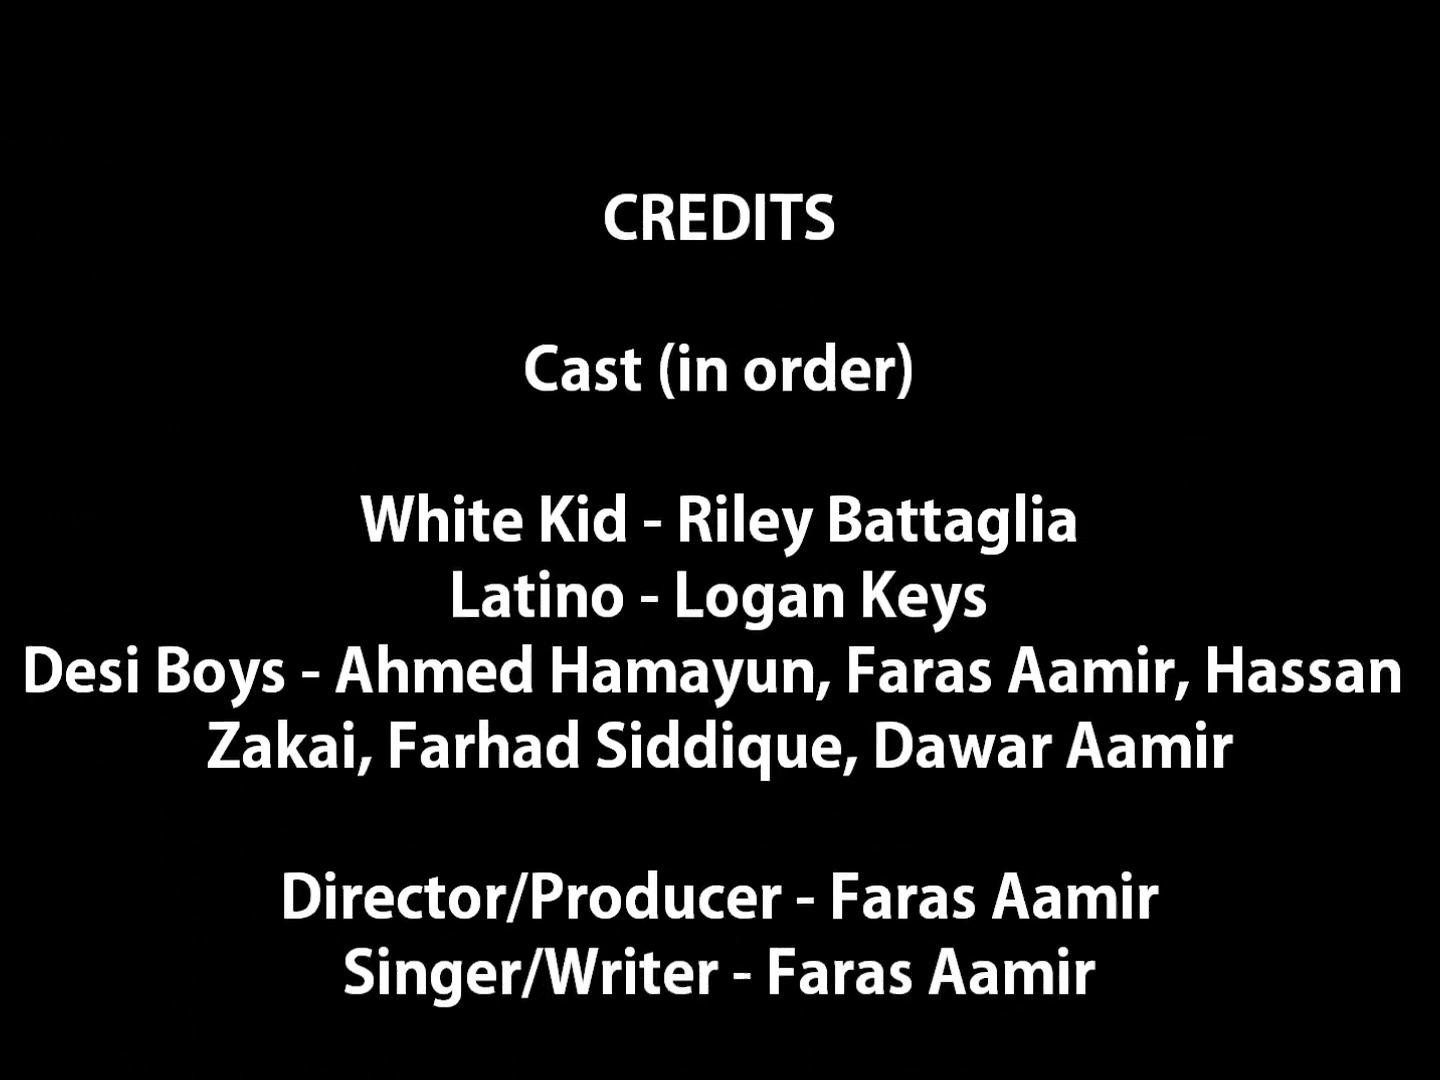 CREDITS
Cast (in order)
White Kid - Riley Battaglia
Latino - Logan Keys
Desi Boys - Ahmed Hamayun, Faras Aamir, Hassan
Zakai, Farhad Siddique, Dawar Aamir
Director/Producer - Faras Aamir
Singer/Writer - Faras Aamir